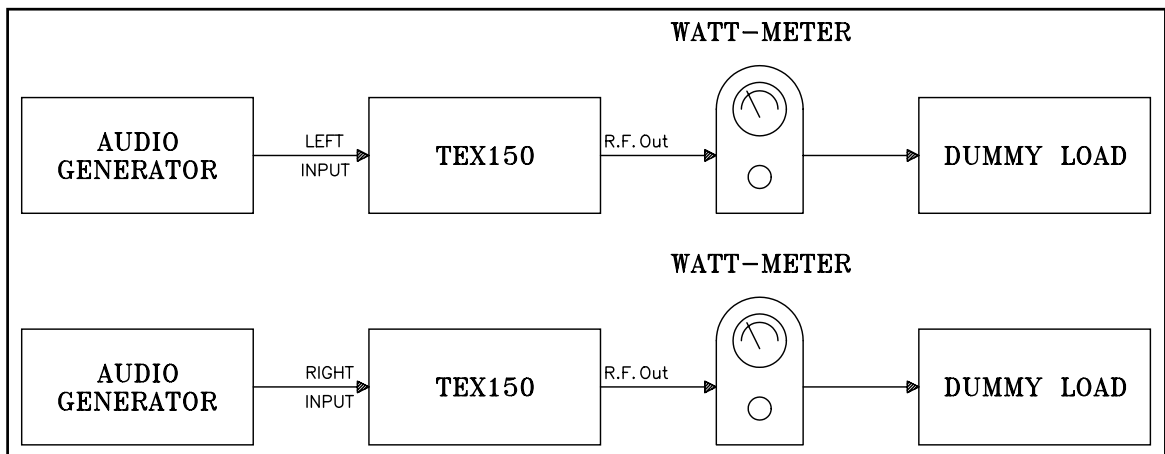 WATT-METER
AUDIO
GENERATOR
LEFT
INPUT
TEX150
R.F. Out
DUMMY LOAD
WATT-METER
AUDIO
GENERATOR
RIGHT
INPUT
TEX150
R.F. Out
DUMMY LOAD